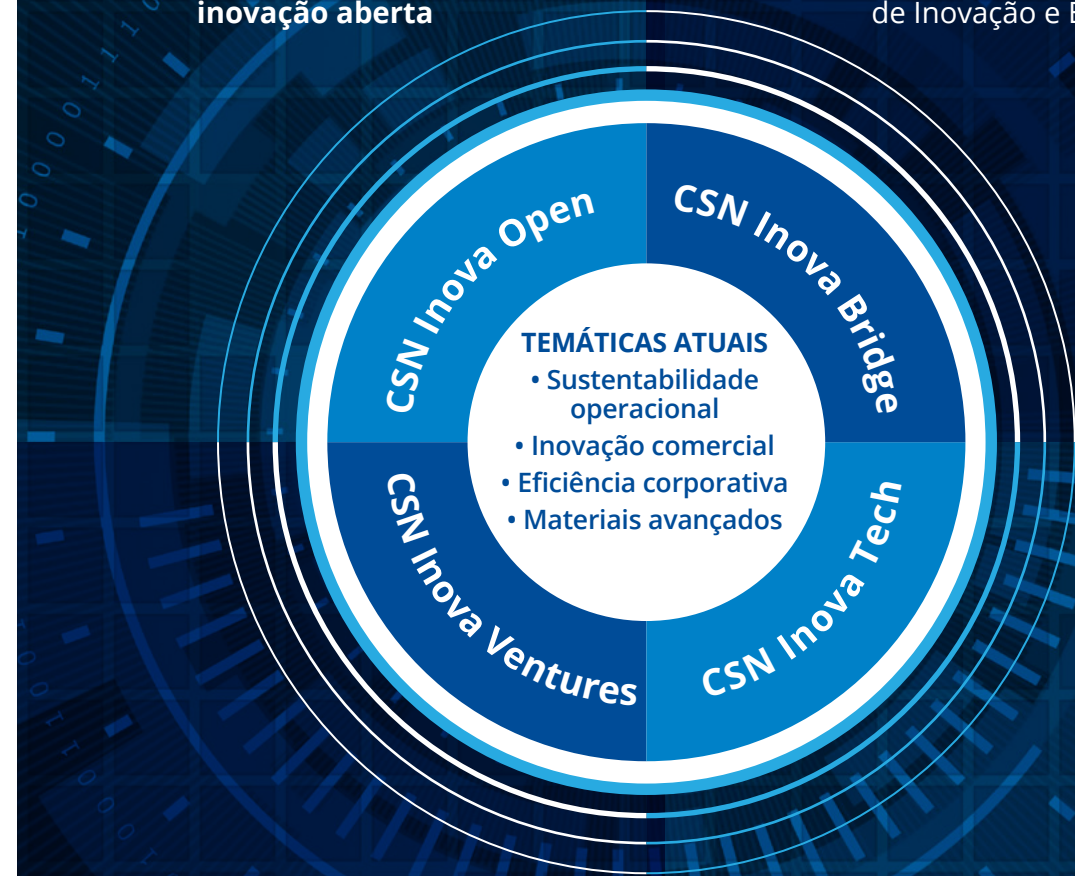 inovação aberta
de Inovação e
CSN Inova Open
CSN Inova Bridge
TEMÁTICAS ATUAIS
• Sustentabilidade
operacional
• Inovação comercial
• Eficiência corporativa
• Materiais avançados
CSN Inova Ventures
CSN Inova Tech